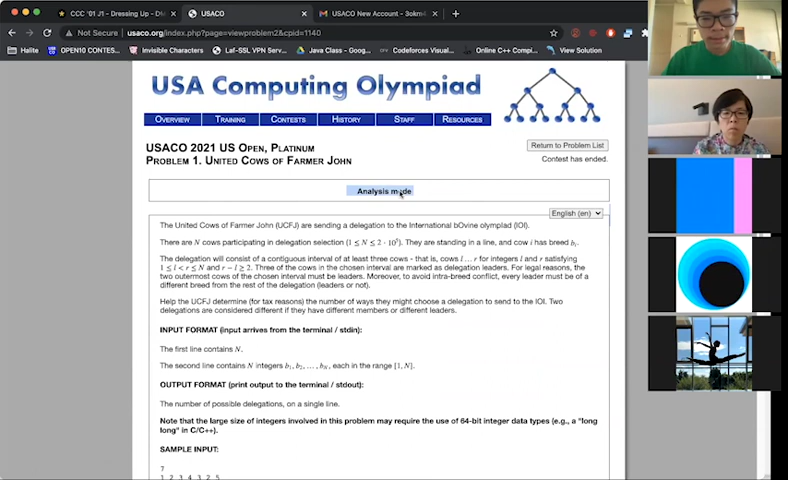 CCC '01 J1 - Dressing Up - DM
USACO
USACO New Account - 3okm4
Not Secure
usaco.org/index.php?page=viewproblem2&cpid=1140
Halite
OPEN10 CONTES...
Invisible Characters
Laf-SSL VPN Serv...
Java Class - Goog...
Codeforces Visual...
Online C++ Compi...
View Solution
USA Computing Olympiad
OVERVIEW TRAINING CONTESTS HISTORY STAFF RESOURCES
USACO 2021 US OPEN, PLATINUM
PROBLEM 1. UNITED COWS OF FARMER JOHN
Return to Problem List
Contest has ended.
Analysis mode
English (en)
The United Cows of Farmer John (UCFJ) are sending a delegation to the International bOvine olympiad (IOI).
There are N cows participating in delegation selection (1 ≤ N ≤ 2 · 10⁵). They are standing in a line, and cow i has breed bᵢ.
The delegation will consist of a contiguous interval of at least three cows - that is, cows l … r for integers l and r satisfying
1 ≤ l < r ≤ N and r − l ≥ 2. Three of the cows in the chosen interval are marked as delegation leaders. For legal reasons, the
two outermost cows of the chosen interval must be leaders. Moreover, to avoid intra-breed conflict, every leader must be of a
different breed from the rest of the delegation (leaders or not).
Help the UCFJ determine (for tax reasons) the number of ways they might choose a delegation to send to the IOI. Two
delegations are considered different if they have different members or different leaders.
INPUT FORMAT (input arrives from the terminal / stdin):
The first line contains N.
The second line contains N integers b₁, b₂, … , b_N, each in the range [1, N].
OUTPUT FORMAT (print output to the terminal / stdout):
The number of possible delegations, on a single line.
Note that the large size of integers involved in this problem may require the use of 64-bit integer data types (e.g., a "long
long" in C/C++).
SAMPLE INPUT:
7
1 2 3 4 3 2 5